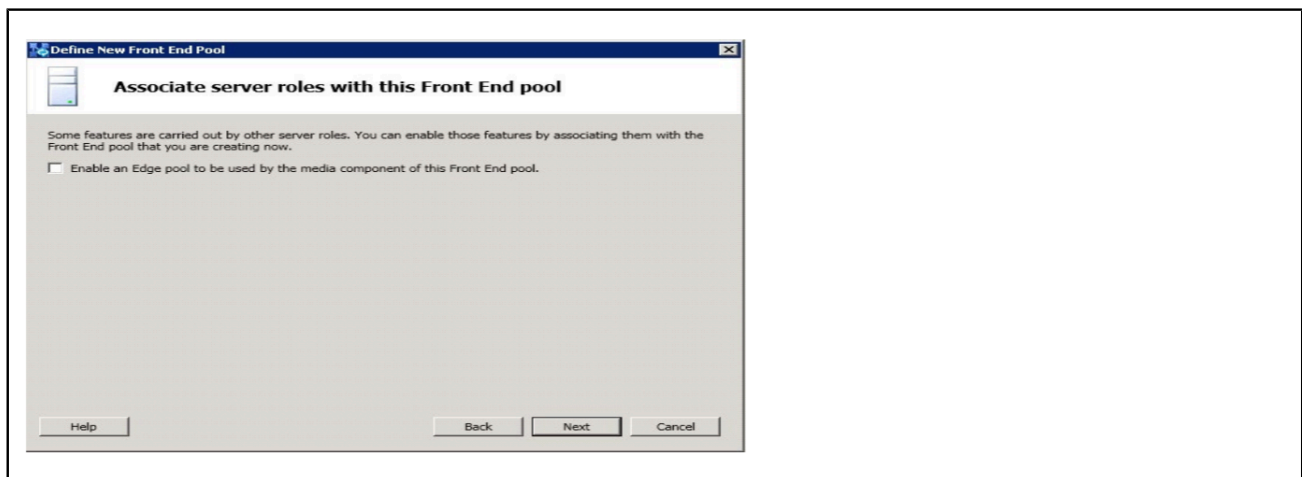 Define New Front End Pool
Associate server roles with this Front End pool
Some features are carried out by other server roles. You can enable those features by associating them with the
Front End pool that you are creating now.
Enable an Edge pool to be used by the media component of this Front End pool.
Help Back Next Cancel